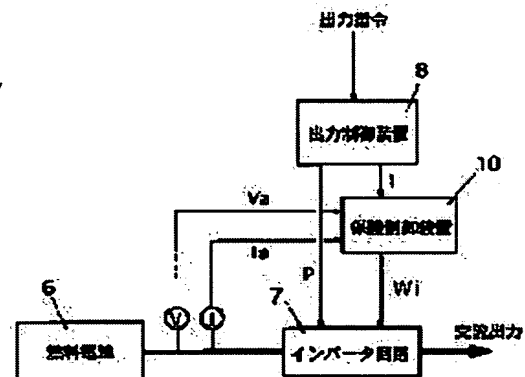 出力指令
8
出力制御装置
10
I
Va
保護制御装置
Ia
P
Wi
6
7
V
I
燃料電池
インバータ回路
交流出力